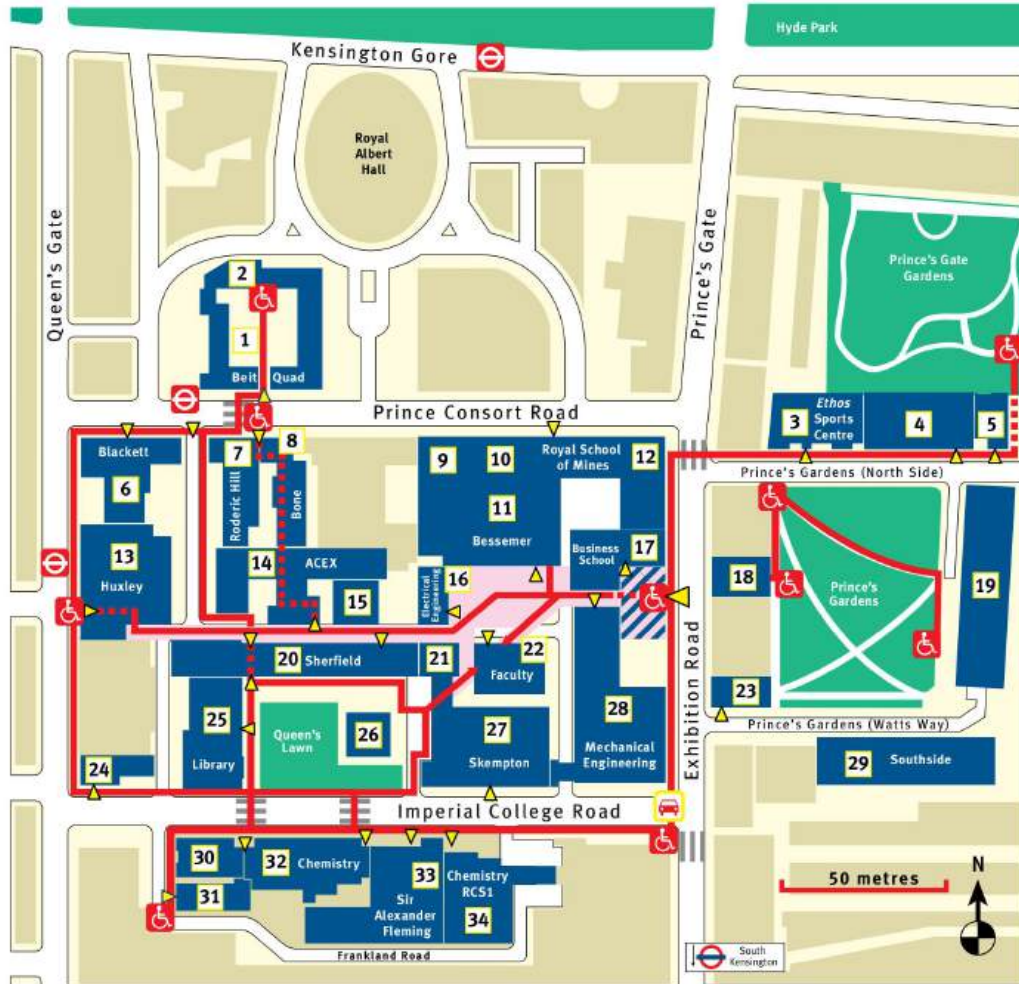 Hyde Park
Kensington Gore
Royal
Albert
Hall
Queen's Gate
Prince's Gate
Prince's Gate
Gardens
2
1
Beit Quad
Prince Consort Road
Ethos
Sports
Centre
3
4
5
Prince's Gardens (North Side)
Blackett
6
7
8
Roderic Hill
Bone
9
10
Royal School
of Mines
12
11
Bessemer
13
Huxley
14
ACEX
15
Electrical
Engineering
16
Business
School
17
18
Prince's
Gardens
19
20
Sherfield
21
22
Faculty
23
Exhibition Road
Prince's Gardens (Watts Way)
24
25
Library
Queen's
Lawn
26
27
Skempton
28
Mechanical
Engineering
29
Southside
Imperial College Road
30
31
32
Chemistry
33
Sir
Alexander
Fleming
Chemistry
RCS1
34
Frankland Road
50 metres
N
South
Kensington